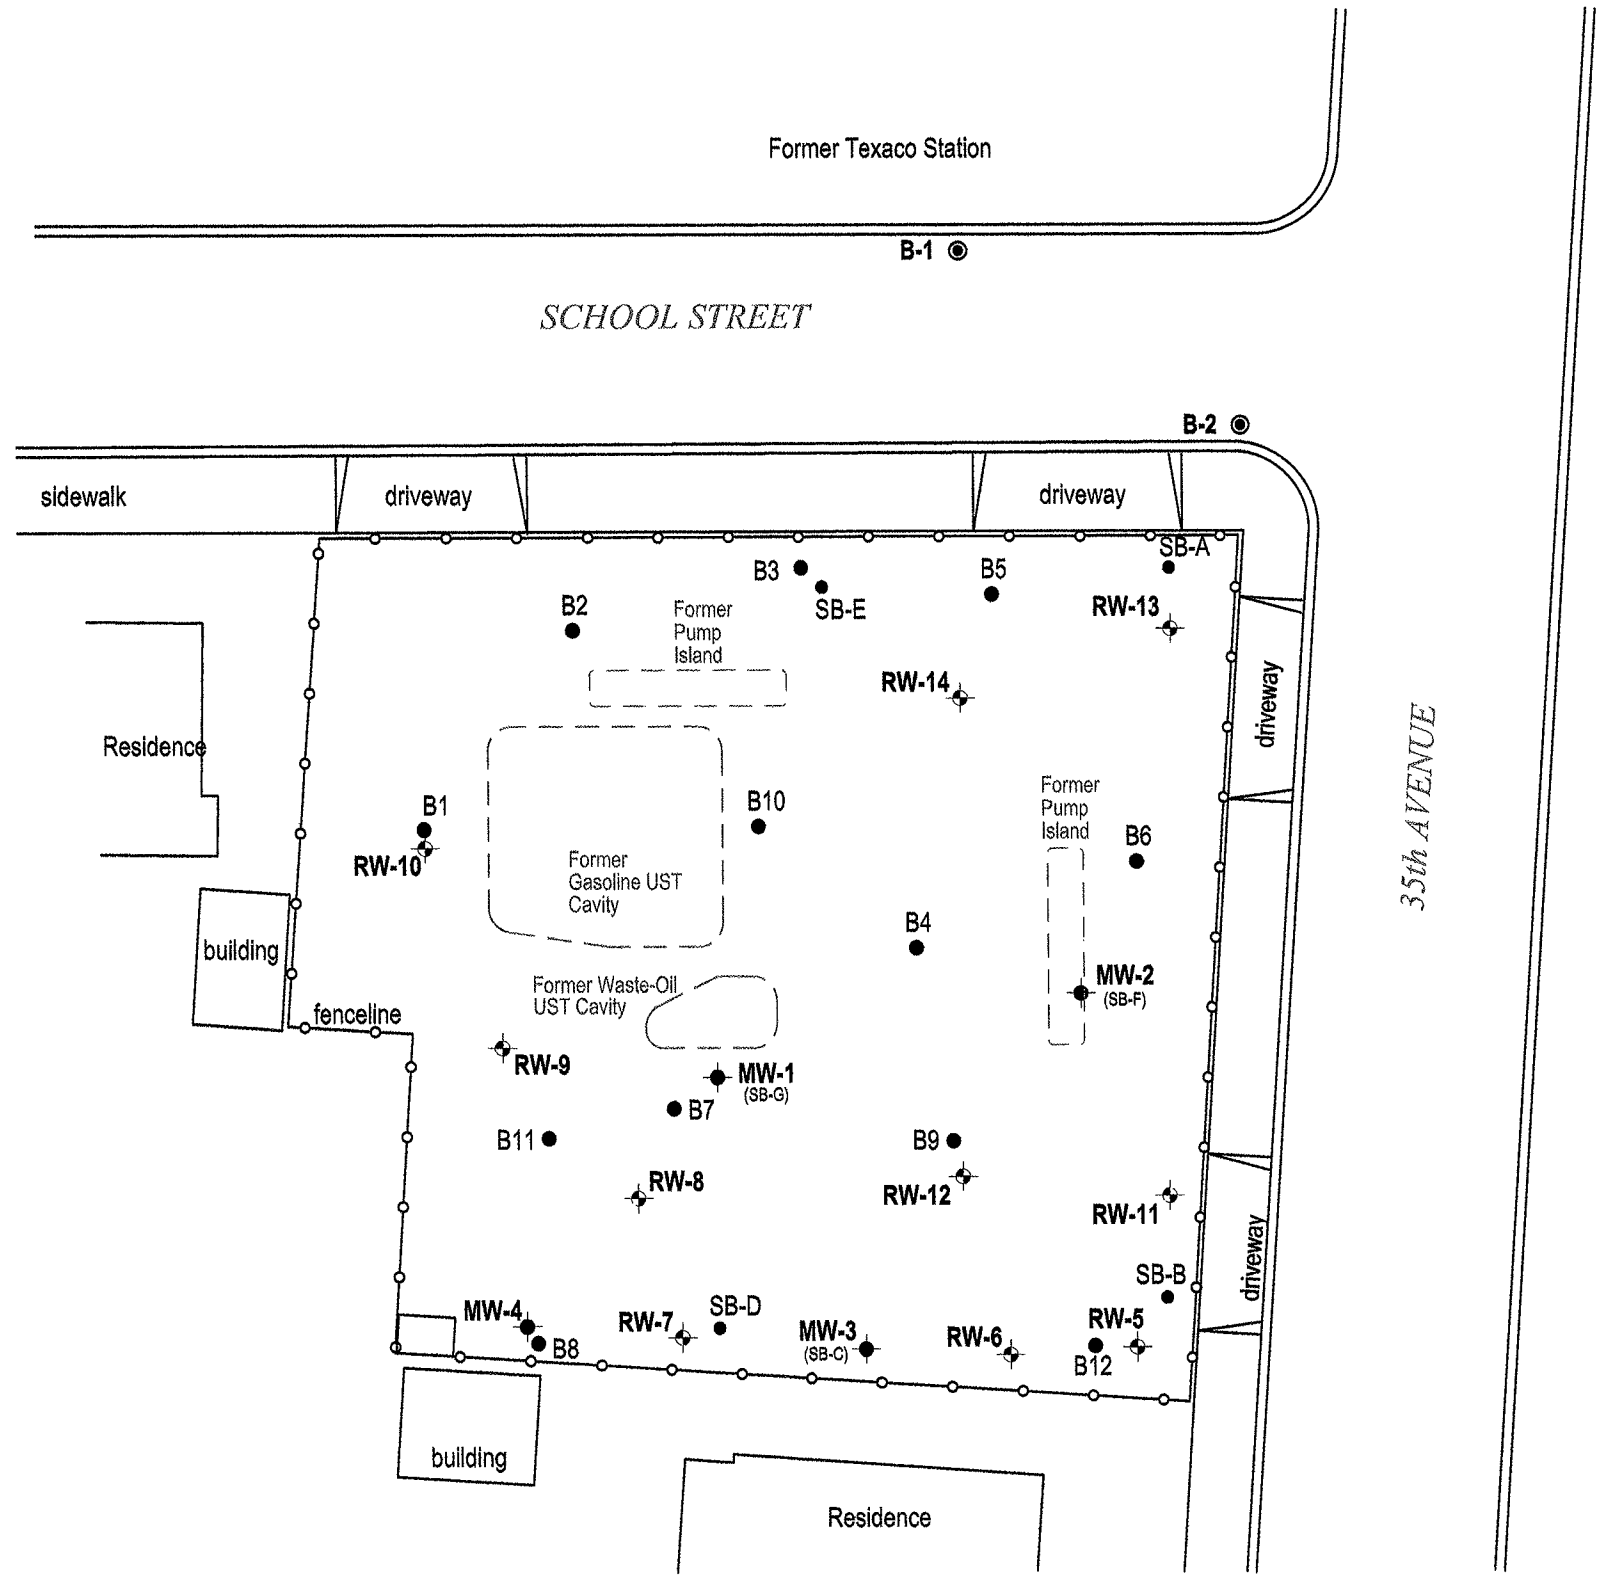 Former Texaco Station
B-1
SCHOOL STREET
B-2
sidewalk
driveway
driveway
SB-A
B3
B5
SB-E
B2
Former
Pump
Island
RW-13
RW-14
driveway
Residence
35th AVENUE
Former
Pump
Island
B1
B10
B6
RW-10
Former
Gasoline UST
Cavity
B4
building
MW-2
(SB-F)
Former Waste-Oil
UST Cavity
fenceline
RW-9
MW-1
(SB-G)
B7
B11
B9
RW-8
RW-12
RW-11
driveway
SB-B
MW-4
SB-D
RW-7
MW-3
(SB-C)
RW-6
RW-5
B8
B12
building
Residence